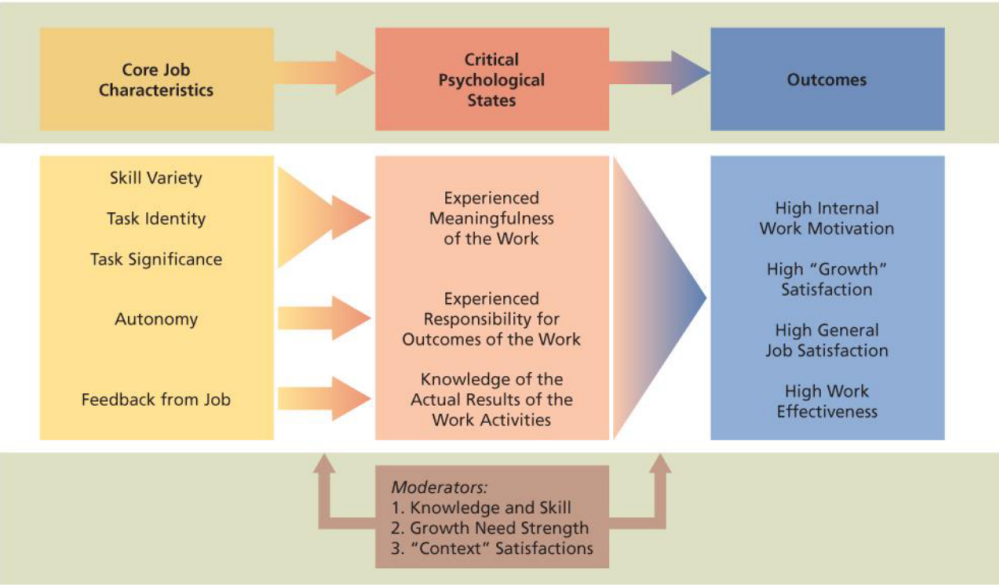 Core Job
Characteristics
Critical
Psychological
States
Outcomes
Skill Variety
Task Identity
Task Significance
Autonomy
Feedback from Job
Experienced
Meaningfulness
of the Work
Experienced
Responsibility for
Outcomes of the Work
Knowledge of the
Actual Results of the
Work Activities
High Internal
Work Motivation
High “Growth”
Satisfaction
High General
Job Satisfaction
High Work
Effectiveness
Moderators:
1. Knowledge and Skill
2. Growth Need Strength
3. “Context” Satisfactions